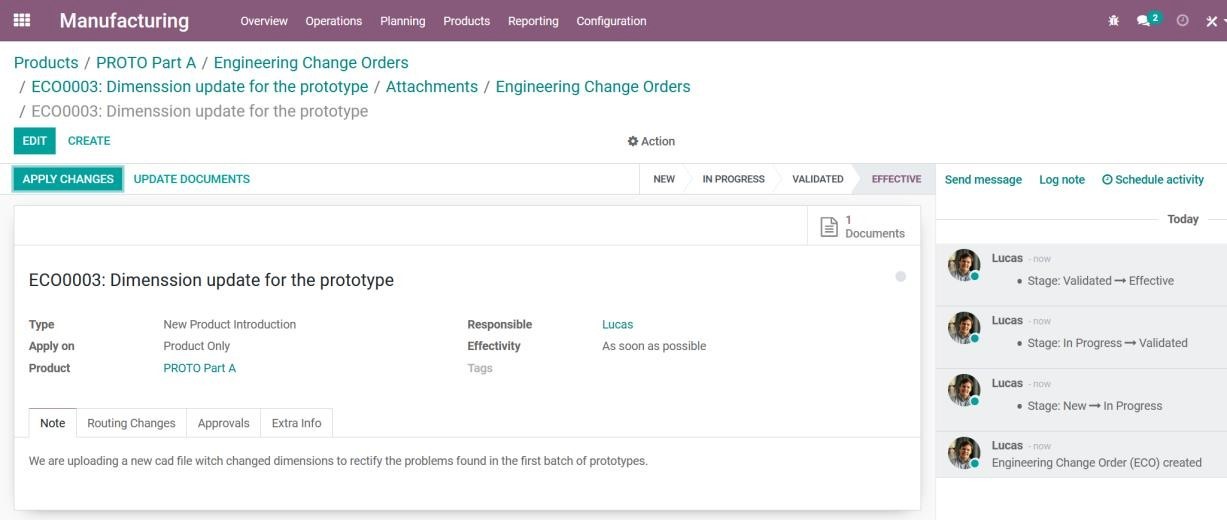 Manufacturing Overview Operations Planning Products Reporting Configuration 2
Products / PROTO Part A / Engineering Change Orders
/ ECO0003: Dimenssion update for the prototype / Attachments / Engineering Change Orders
/ ECO0003: Dimenssion update for the prototype
EDIT CREATE Action
APPLY CHANGES UPDATE DOCUMENTS NEW IN PROGRESS VALIDATED EFFECTIVE
1
Documents
ECO0003: Dimenssion update for the prototype
Type New Product Introduction Responsible Lucas
Apply on Product Only Effectivity As soon as possible
Product PROTO Part A Tags
Note Routing Changes Approvals Extra Info
We are uploading a new cad file witch changed dimensions to rectify the problems found in the first batch of prototypes.
Send message Log note Schedule activity
Today
Lucas - now
• Stage: Validated → Effective
Lucas - now
• Stage: In Progress → Validated
Lucas - now
• Stage: New → In Progress
Lucas - now
Engineering Change Order (ECO) created